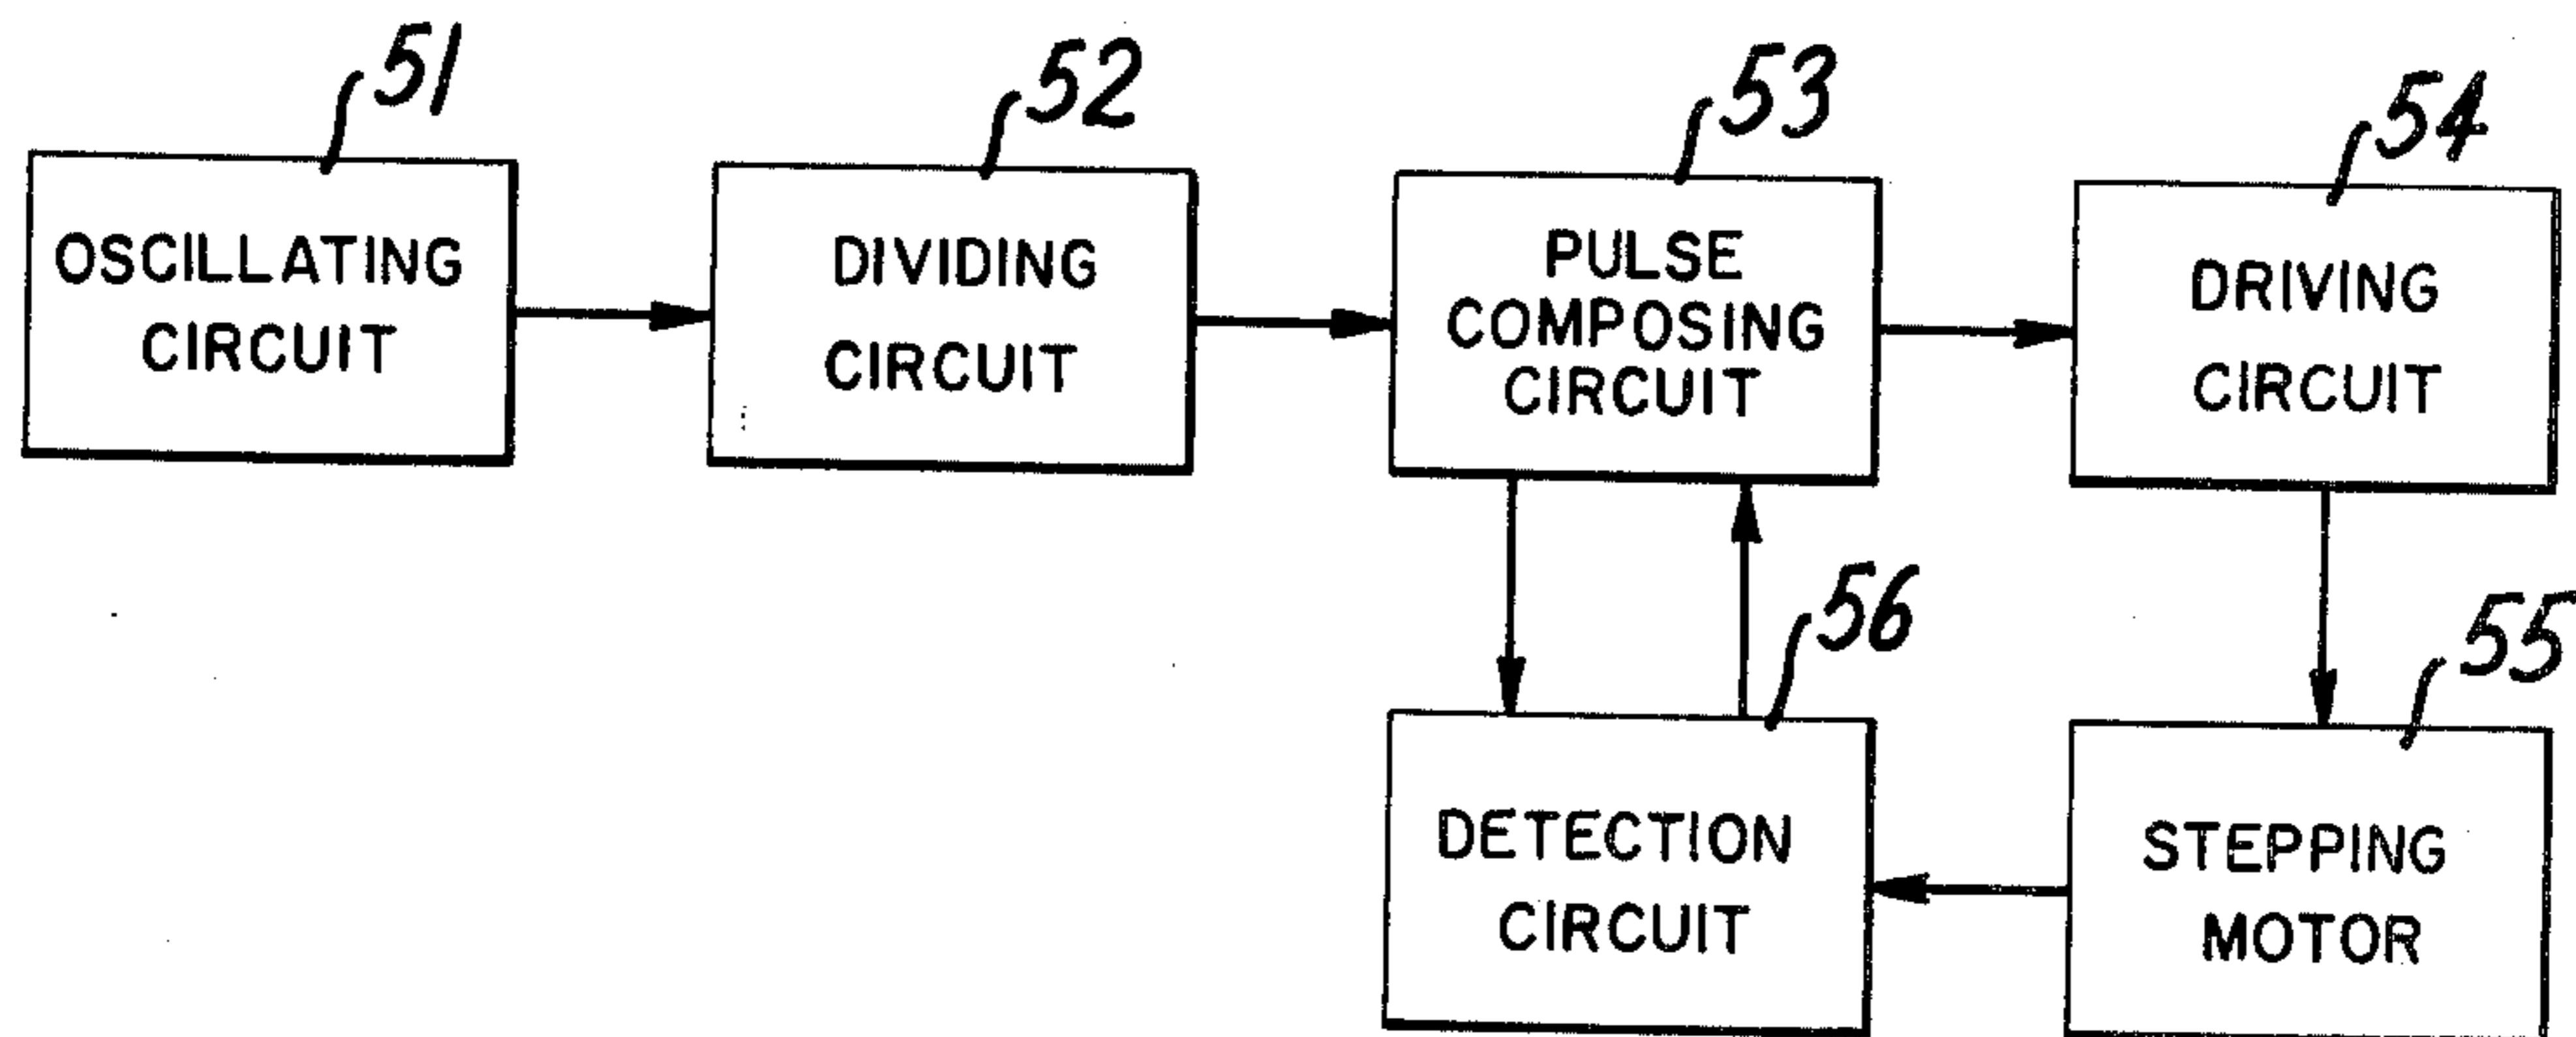 51
52
53
54
OSCILLATING
CIRCUIT
DIVIDING
CIRCUIT
PULSE
COMPOSING
CIRCUIT
DRIVING
CIRCUIT
56
55
DETECTION
CIRCUIT
STEPPING
MOTOR